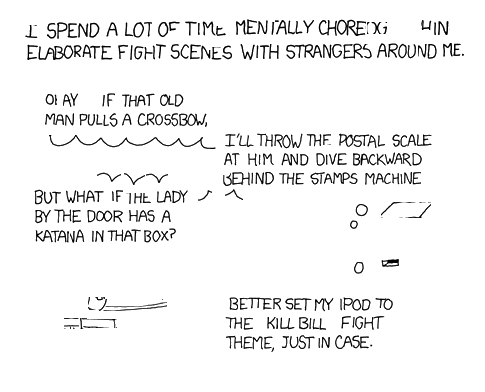 I SPEND A LOT OF TIME MENTALLY
ELABORATE FIGHT SCENES WITH STRANGERS AROUND ME.
OKAY IF THAT OLD
MAN PULLS A CROSSBOW,
I'LL THROW THE POSTAL SCALE
AT HIM AND DIVE BACKWARD
BEHIND THE STAMPS MACHINE
BUT WHAT IF THE LADY
BY THE DOOR HAS A
KATANA IN THAT BOX?
BETTER SET MY IPOD TO
THE KILL BILL FIGHT
THEME, JUST IN CASE.